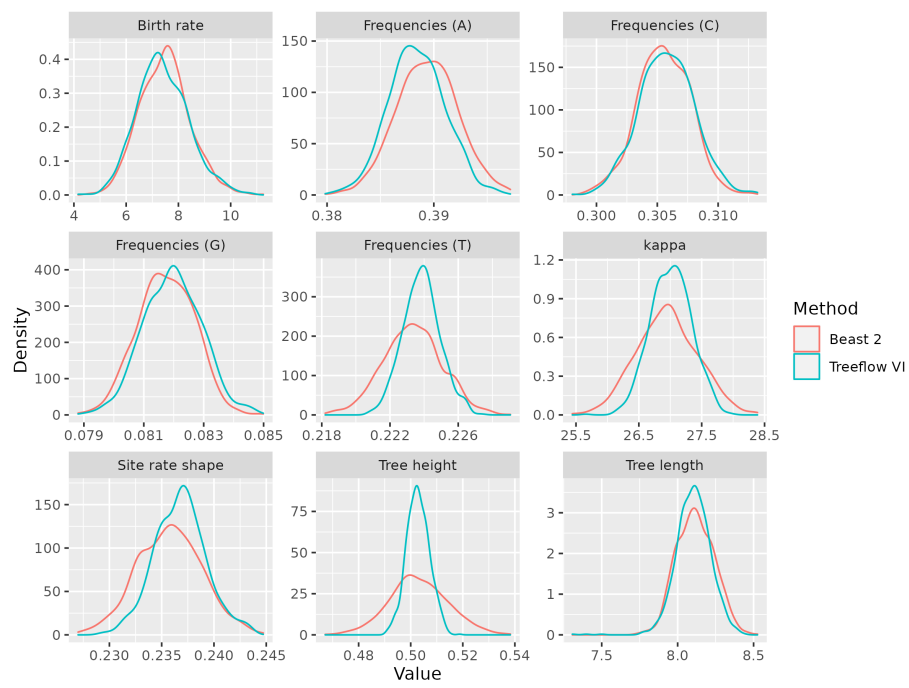 Birth rate
Frequencies (A)
Frequencies (C)
0.4
0.3
0.2
0.1
0.0
4 6 8 10
150
100
50
0
0.38 0.39
150
100
50
0
0.300 0.305 0.310
Frequencies (G)
Frequencies (T)
kappa
400
300
200
100
0
0.079 0.081 0.083 0.085
300
200
100
0
0.218 0.222 0.226
1.2
0.9
0.6
0.3
0.0
25.5 26.5 27.5 28.5
Site rate shape
Tree height
Tree length
150
100
50
0
0.230 0.235 0.240 0.245
75
50
25
0
0.48 0.50 0.52 0.54
3
2
1
0
7.5 8.0 8.5
Density
Value
Method
Beast 2
Treeflow VI